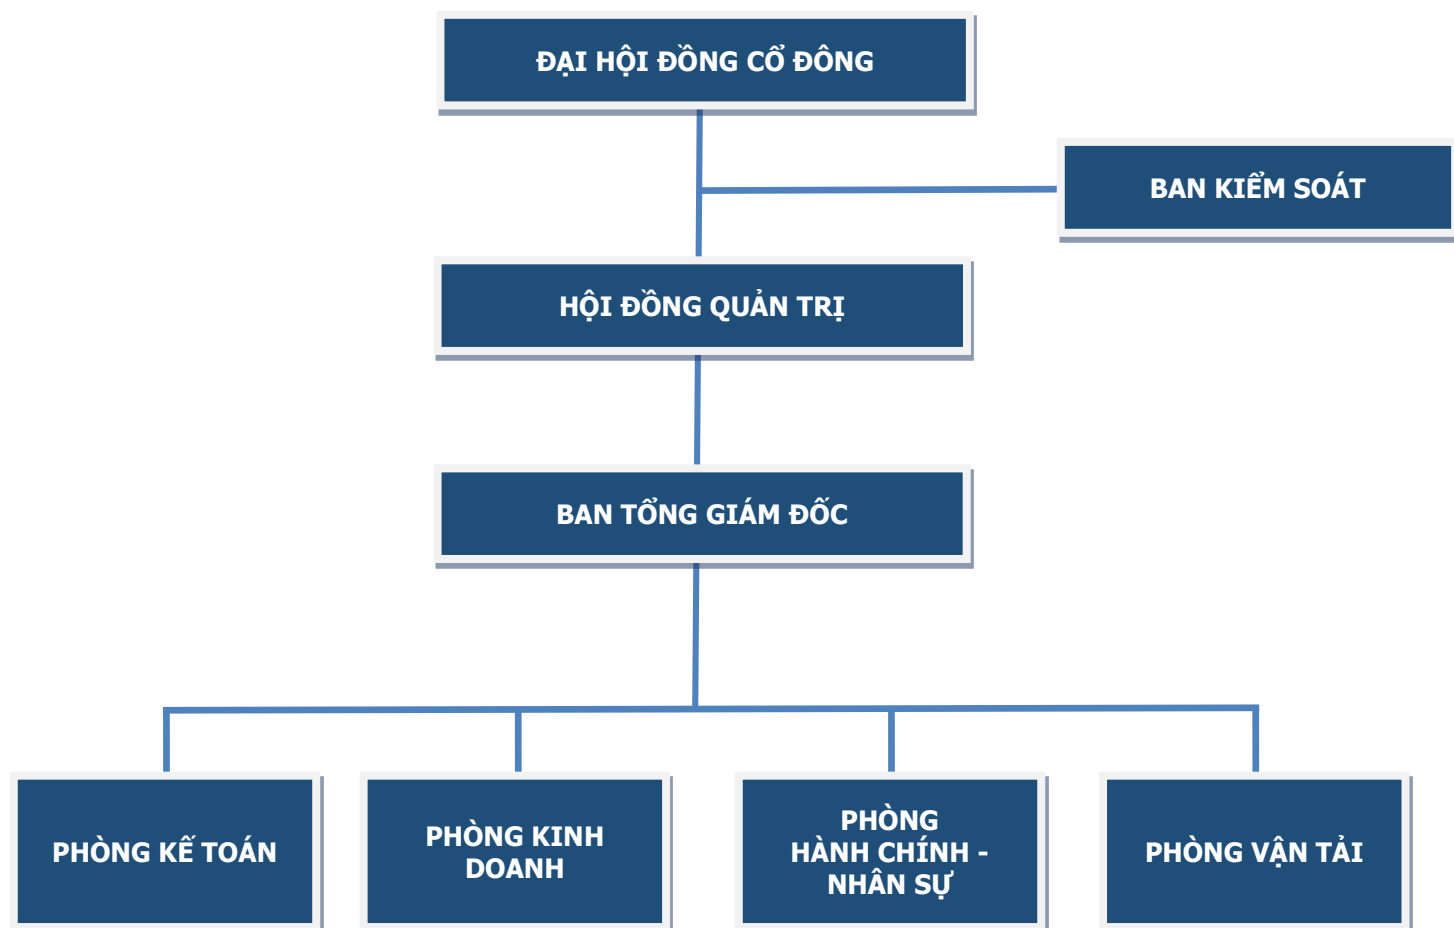 ĐẠI HỘI ĐỒNG CỔ ĐÔNG
BAN KIỂM SOÁT
HỘI ĐỒNG QUẢN TRỊ
BAN TỔNG GIÁM ĐỐC
PHÒNG KẾ TOÁN
PHÒNG KINH
DOANH
PHÒNG
HÀNH CHÍNH -
NHÂN SỰ
PHÒNG VẬN TẢI